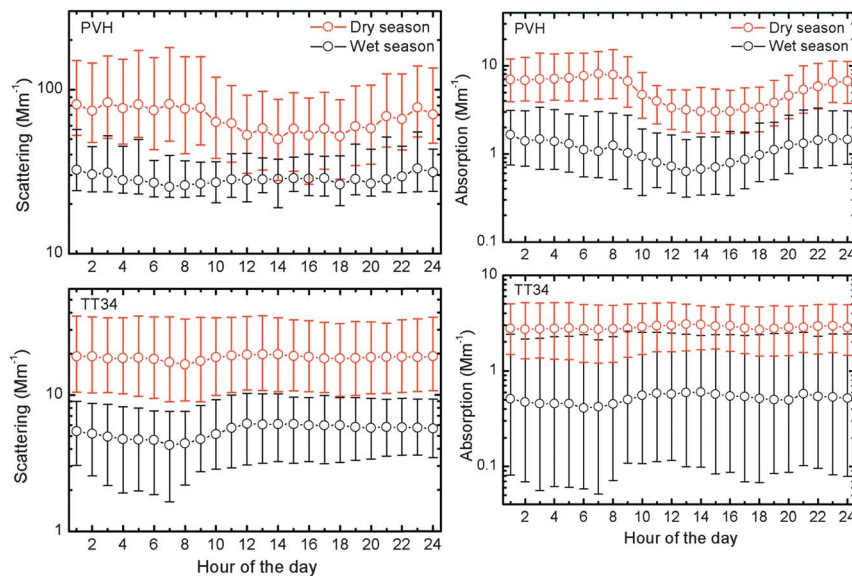 PVH
Dry season
Wet season
100
10
Scattering (Mm-1)
2 4 6 8 10 12 14 16 18 20 22 24
PVH
Dry season
Wet season
10
1
0.1
Absorption (Mm-1)
2 4 6 8 10 12 14 16 18 20 22 24
TT34
10
1
Scattering (Mm-1)
2 4 6 8 10 12 14 16 18 20 22 24
Hour of the day
TT34
10
1
0.1
Absorption (Mm-1)
2 4 6 8 10 12 14 16 18 20 22 24
Hour of the day